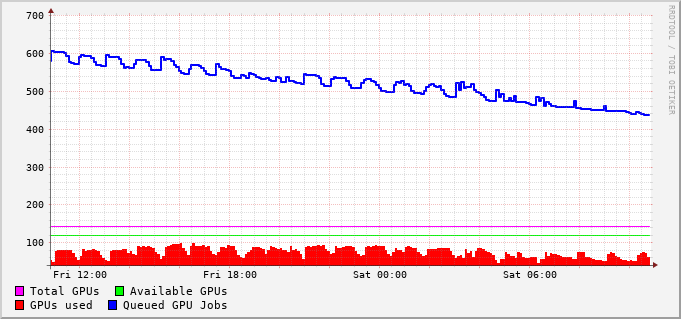 700
600
500
400
300
200
100
Fri 12:00 Fri 18:00 Sat 00:00 Sat 06:00
Total GPUs Available GPUs
GPUs used Queued GPU Jobs
RRDTOOL / TOBI OETIKER